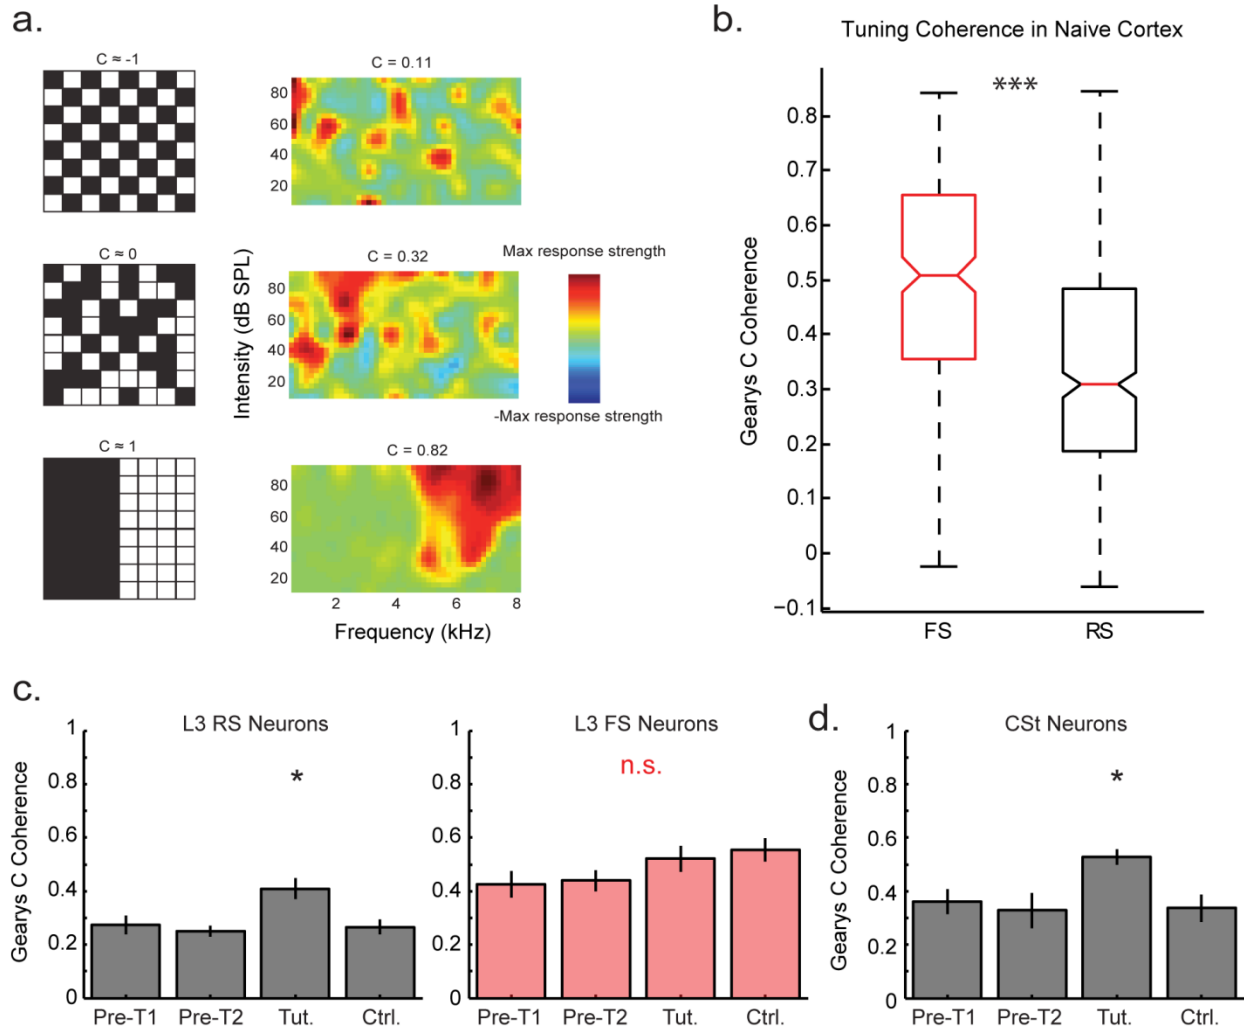 a.
C ≈ -1
C = 0.11
80
60
40
20
C ≈ 0
C = 0.32
80
60
40
20
Intensity (dB SPL)
Max response strength
-Max response strength
C ≈ 1
C = 0.82
80
60
40
20
2 4 6 8
Frequency (kHz)
b.
Tuning Coherence in Naive Cortex
***
Gearys C Coherence
0.8
0.7
0.6
0.5
0.4
0.3
0.2
0.1
0
−0.1
FS RS
c.
L3 RS Neurons
*
Gearys C Coherence
1
0.8
0.6
0.4
0.2
0
Pre-T1 Pre-T2 Tut. Ctrl.
L3 FS Neurons
n.s.
1
0.8
0.6
0.4
0.2
0
Pre-T1 Pre-T2 Tut. Ctrl.
d.
CSt Neurons
*
Gearys C Coherence
1
0.8
0.6
0.4
0.2
0
Pre-T1 Pre-T2 Tut. Ctrl.